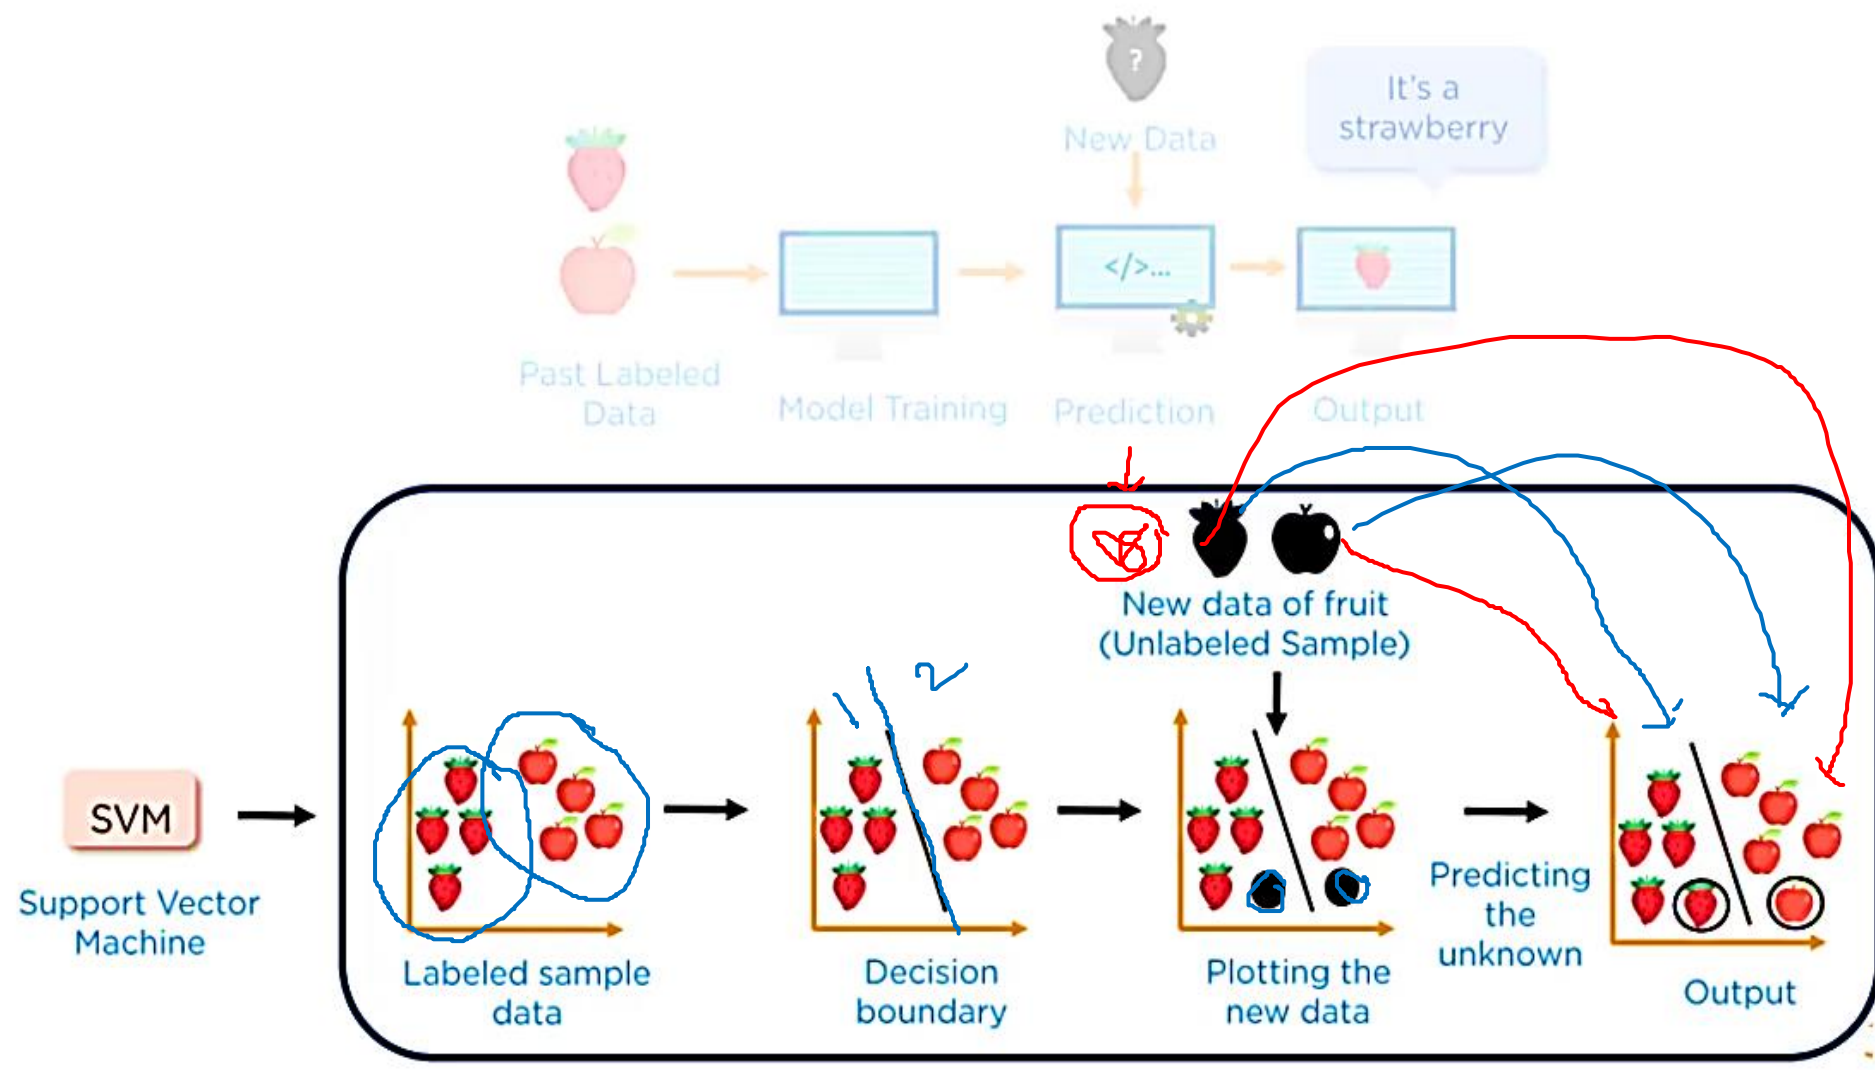 ?
New Data
It's a
strawberry
</>...
Past Labeled
Data
Model Training
Prediction
Output
New data of fruit
(Unlabeled Sample)
1
2
SVM
Support Vector
Machine
Labeled sample
data
Decision
boundary
Plotting the
new data
Predicting
the
unknown
Output